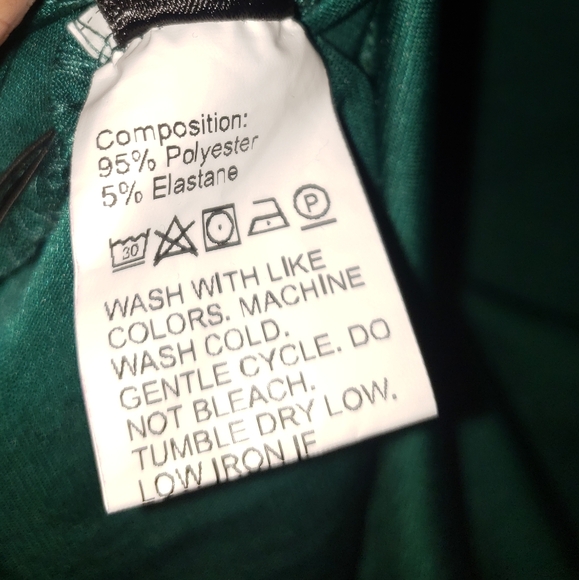 Composition:
95% Polyester
5% Elastane
30 P
WASH WITH LIKE
COLORS. MACHINE
WASH COLD.
GENTLE CYCLE. DO
NOT BLEACH.
TUMBLE DRY LOW.
LOW IRON IF